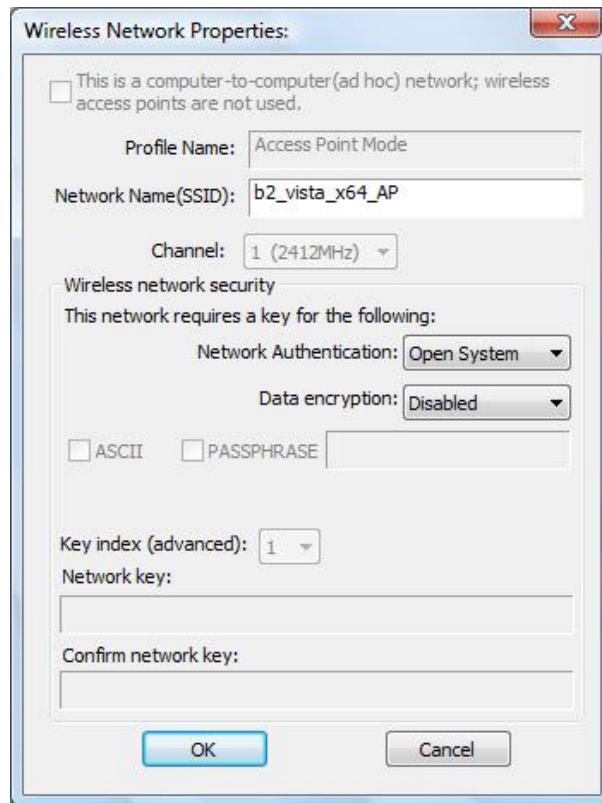 Wireless Network Properties:
This is a computer-to-computer(ad hoc) network; wireless
access points are not used.
Profile Name: Access Point Mode
Network Name(SSID): b2_vista_x64_AP
Channel: 1 (2412MHz)
Wireless network security
This network requires a key for the following:
Network Authentication: Open System
Data encryption: Disabled
ASCII PASSPHRASE
Key index (advanced): 1
Network key:
Confirm network key:
OK Cancel